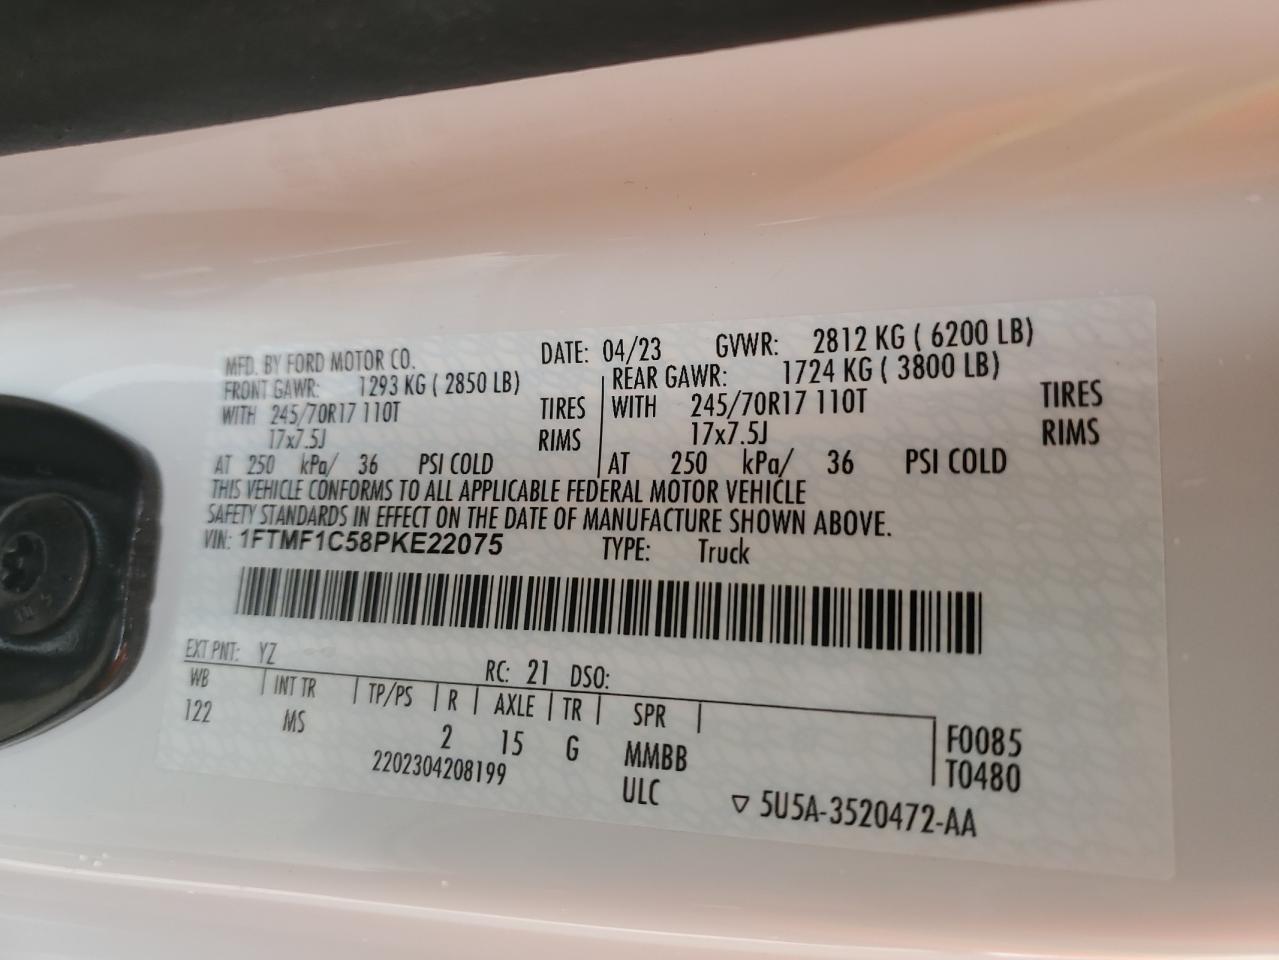 MFD. BY FORD MOTOR CO. DATE: 04/23 GVWR: 2812 KG ( 6200 LB)
FRONT GAWR: 1293 KG ( 2850 LB) REAR GAWR: 1724 KG ( 3800 LB)
WITH 245/70R17 110T TIRES WITH 245/70R17 110T TIRES
17x7.5J RIMS 17x7.5J RIMS
AT 250 kPa/ 36 PSI COLD AT 250 kPa/ 36 PSI COLD
THIS VEHICLE CONFORMS TO ALL APPLICABLE FEDERAL MOTOR VEHICLE
SAFETY STANDARDS IN EFFECT ON THE DATE OF MANUFACTURE SHOWN ABOVE.
VIN: 1FTMF1C58PKE22075 TYPE: Truck
EXT PNT: YZ RC: 21 DSO:
WB INT TR TP/PS R AXLE TR SPR
122 MS 2 15 G MMBB F0085
2202304208199 ULC T0480
▽ 5U5A-3520472-AA